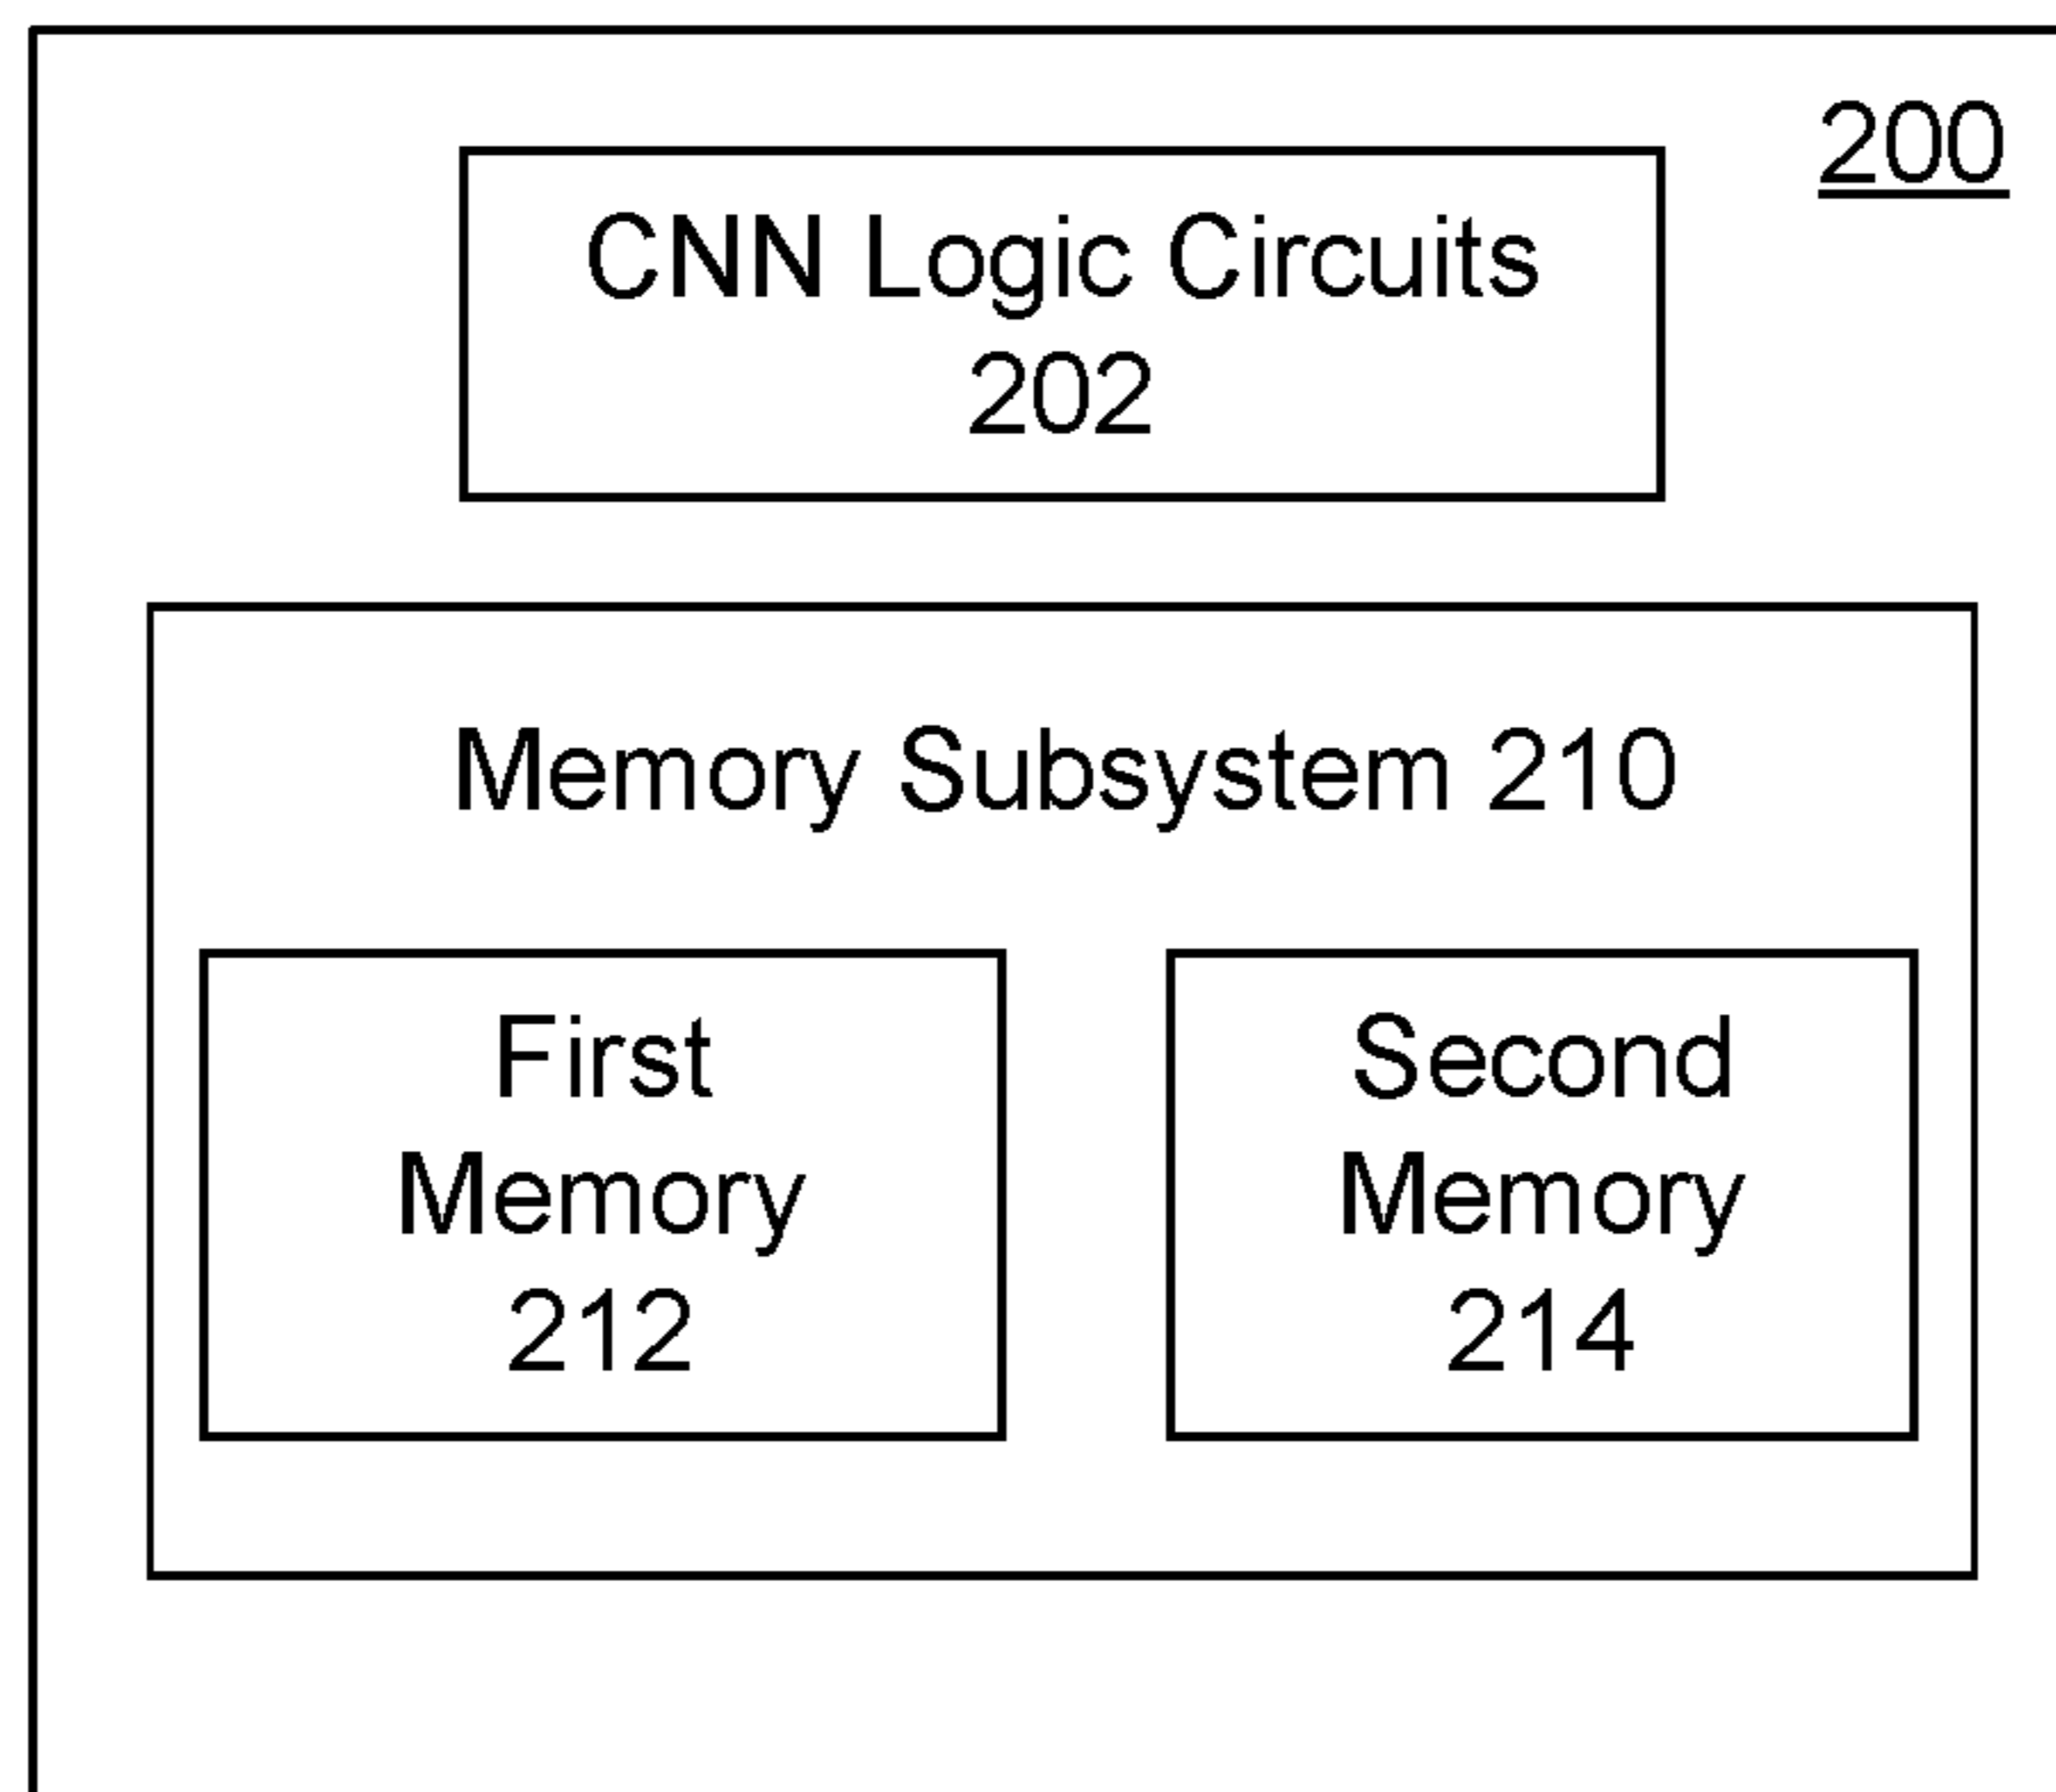 200
CNN Logic Circuits
202
Memory Subsystem 210
First
Memory
212
Second
Memory
214